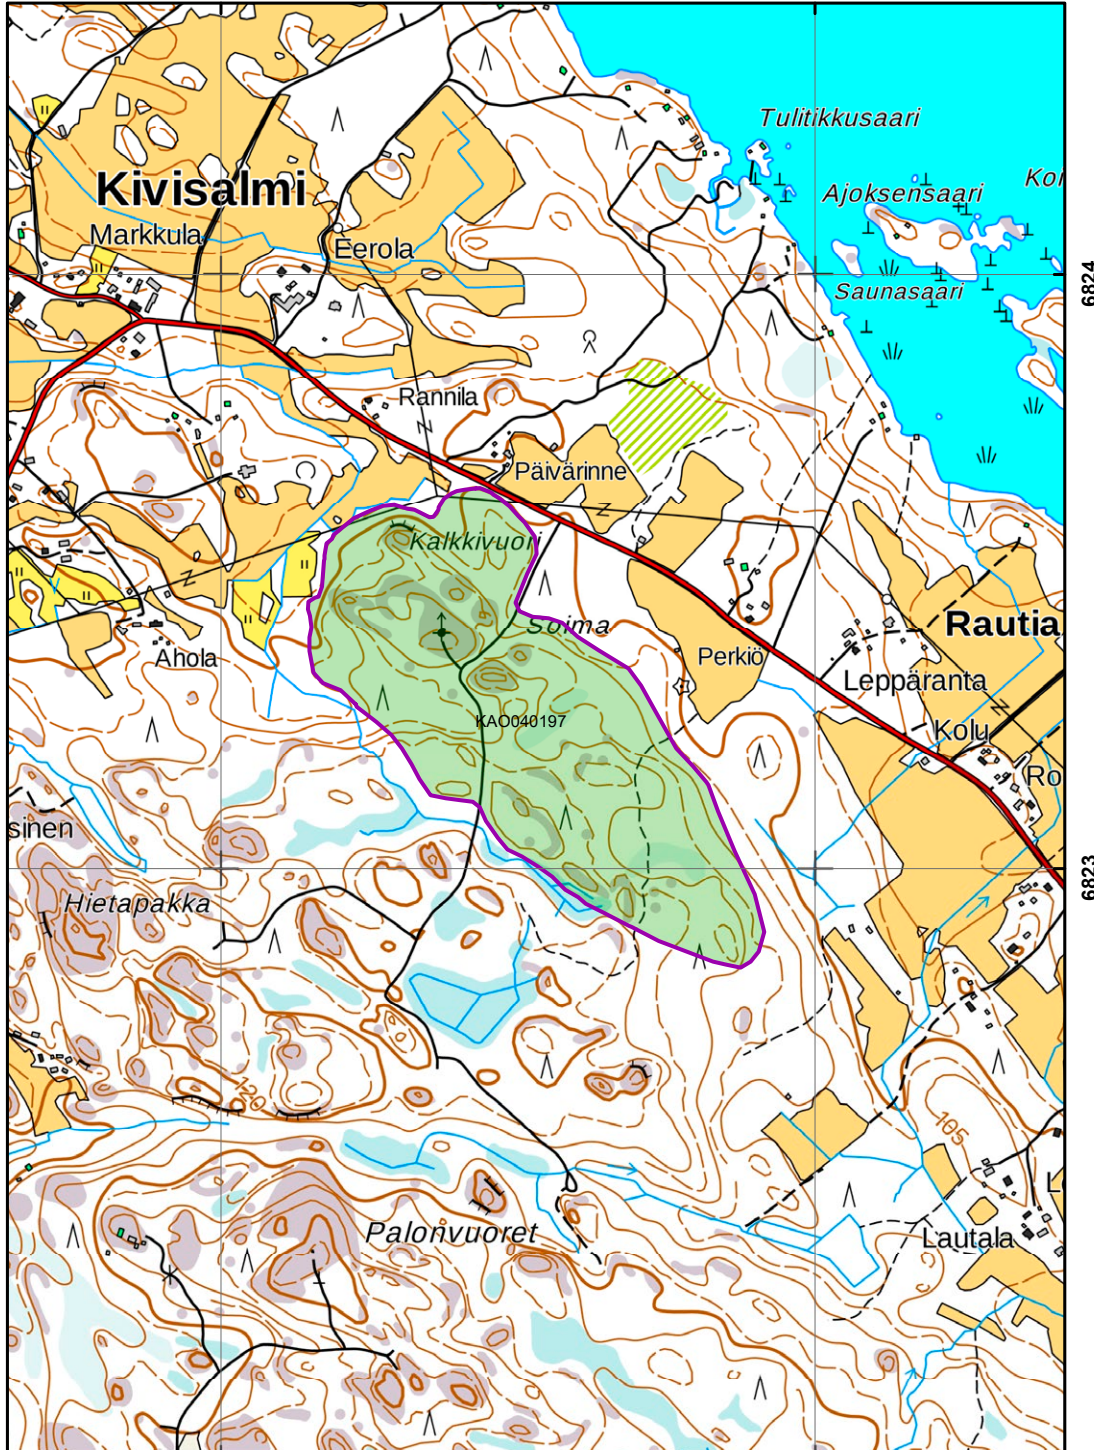 Tulitikkusaari
Kivisalmi
Ajoksensaari
Markkula
Eerola
6824
Saunasaari
Rannila
Päivärinne
Kalkkivuori
Soima
Rautia
Ahola
Perkiö
Leppäranta
KAO040197
Kolu
Ro
sinen
6823
Hietapakka
120
105
Palonvuoret
Lautala